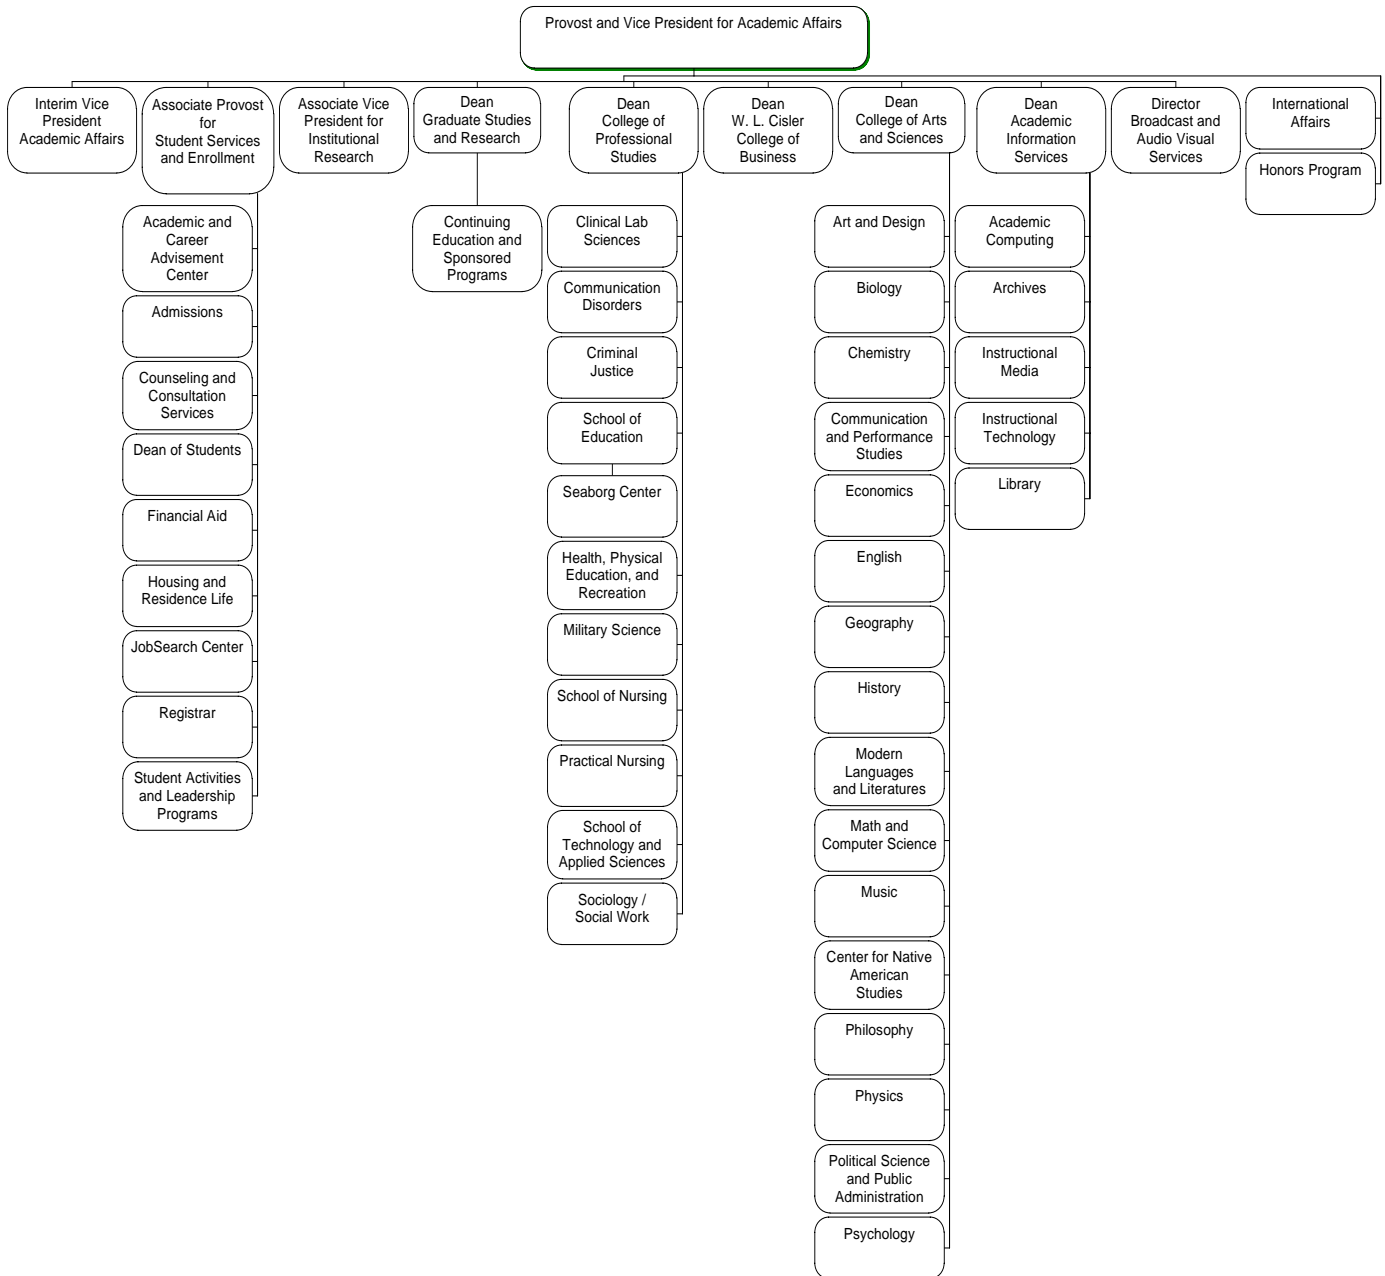 Provost and Vice President for Academic Affairs
Interim Vice
President
Academic Affairs
Associate Provost
for
Student Services
and Enrollment
Associate Vice
President for
Institutional
Research
Dean
Graduate Studies
and Research
Dean
College of
Professional
Studies
Dean
W. L. Cisler
College of
Business
Dean
College of Arts
and Sciences
Dean
Academic
Information
Services
Director
Broadcast and
Audio Visual
Services
International
Affairs
Honors Program
Academic and
Career
Advisement
Center
Admissions
Counseling and
Consultation
Services
Dean of Students
Financial Aid
Housing and
Residence Life
JobSearch Center
Registrar
Student Activities
and Leadership
Programs
Continuing
Education and
Sponsored
Programs
Clinical Lab
Sciences
Communication
Disorders
Criminal
Justice
School of
Education
Seaborg Center
Health, Physical
Education, and
Recreation
Military Science
School of Nursing
Practical Nursing
School of
Technology and
Applied Sciences
Sociology /
Social Work
Art and Design
Biology
Chemistry
Communication
and Performance
Studies
Economics
English
Geography
History
Modern
Languages
and Literatures
Math and
Computer Science
Music
Center for Native
American
Studies
Philosophy
Physics
Political Science
and Public
Administration
Psychology
Academic
Computing
Archives
Instructional
Media
Instructional
Technology
Library